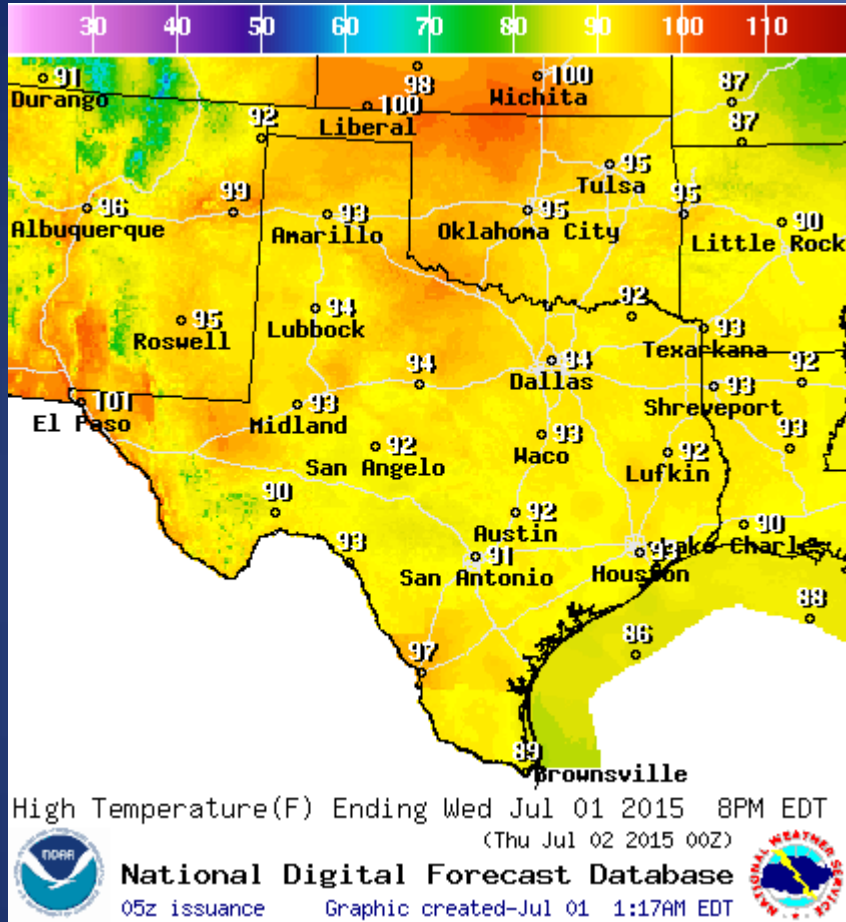 30 40 50 60 70 80 90 100 110
91
Durango
98
100
Wichita
87
100
Liberal
92
87
95
Tulsa
99
96
Albuquerque
93
Amarillo
95
Oklahoma City
95
90
Little Rock
95
Roswell
94
Lubbock
92
93
Texarkana
94
94
Dallas
92
93
Shreveport
101
El Paso
93
Midland
92
San Angelo
93
Waco
92
Lufkin
93
90
92
Austin
90
Lake Charles
93
91
San Antonio
93
Houston
88
86
97
89
Brownsville
High Temperature(F) Ending Wed Jul 01 2015 8PM EDT
(Thu Jul 02 2015 00Z)
National Digital Forecast Database
05z issuance Graphic created-Jul 01 1:17AM EDT
NOAA
NATIONAL WEATHER SERVICE